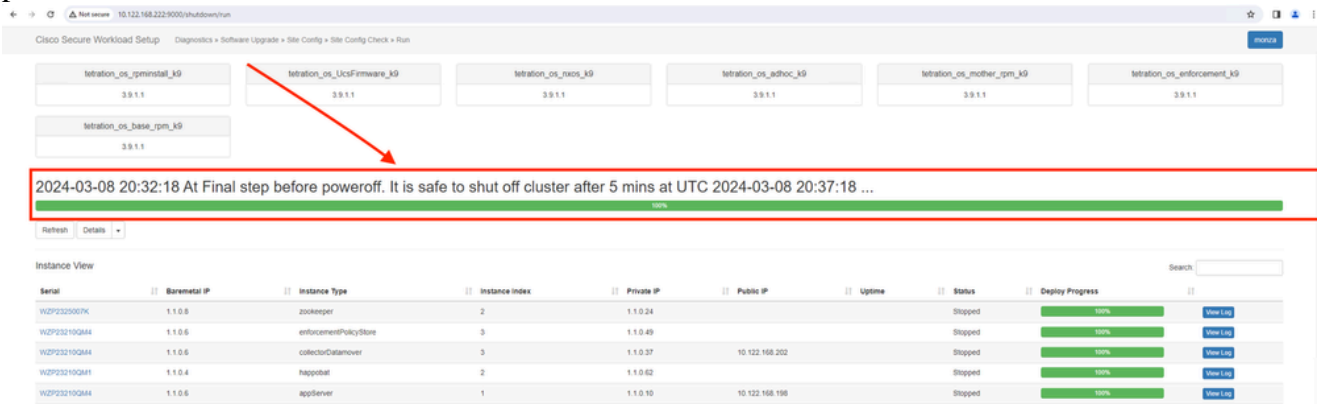 Not secure 10.122.168.222:9000/shutdown/run
Cisco Secure Workload Setup Diagnostics » Software Upgrade » Site Config » Site Config Check » Run monza
tetration_os_rpminstall_k9 tetration_os_UcsFirmware_k9 tetration_os_nxos_k9 tetration_os_adhoc_k9 tetration_os_mother_rpm_k9 tetration_os_enforcement_k9
3.9.1.1 3.9.1.1 3.9.1.1 3.9.1.1 3.9.1.1 3.9.1.1
tetration_os_base_rpm_k9
3.9.1.1
2024-03-08 20:32:18 At Final step before poweroff. It is safe to shut off cluster after 5 mins at UTC 2024-03-08 20:37:18 ...
100%
Refresh Details
Instance View Search:
Serial Baremetal IP Instance Type Instance Index Private IP Public IP Uptime Status Deploy Progress
WZP2325007K 1.1.0.8 zookeeper 2 1.1.0.24 Stopped 100% View Log
WZP23210QM4 1.1.0.6 enforcementPolicyStore 3 1.1.0.49 Stopped 100% View Log
WZP23210QM4 1.1.0.6 collectorDatamover 3 1.1.0.37 10.122.168.202 Stopped 100% View Log
WZP23210QM1 1.1.0.4 happobat 2 1.1.0.62 Stopped 100% View Log
WZP23210QM4 1.1.0.6 appServer 1 1.1.0.10 10.122.168.198 Stopped 100% View Log